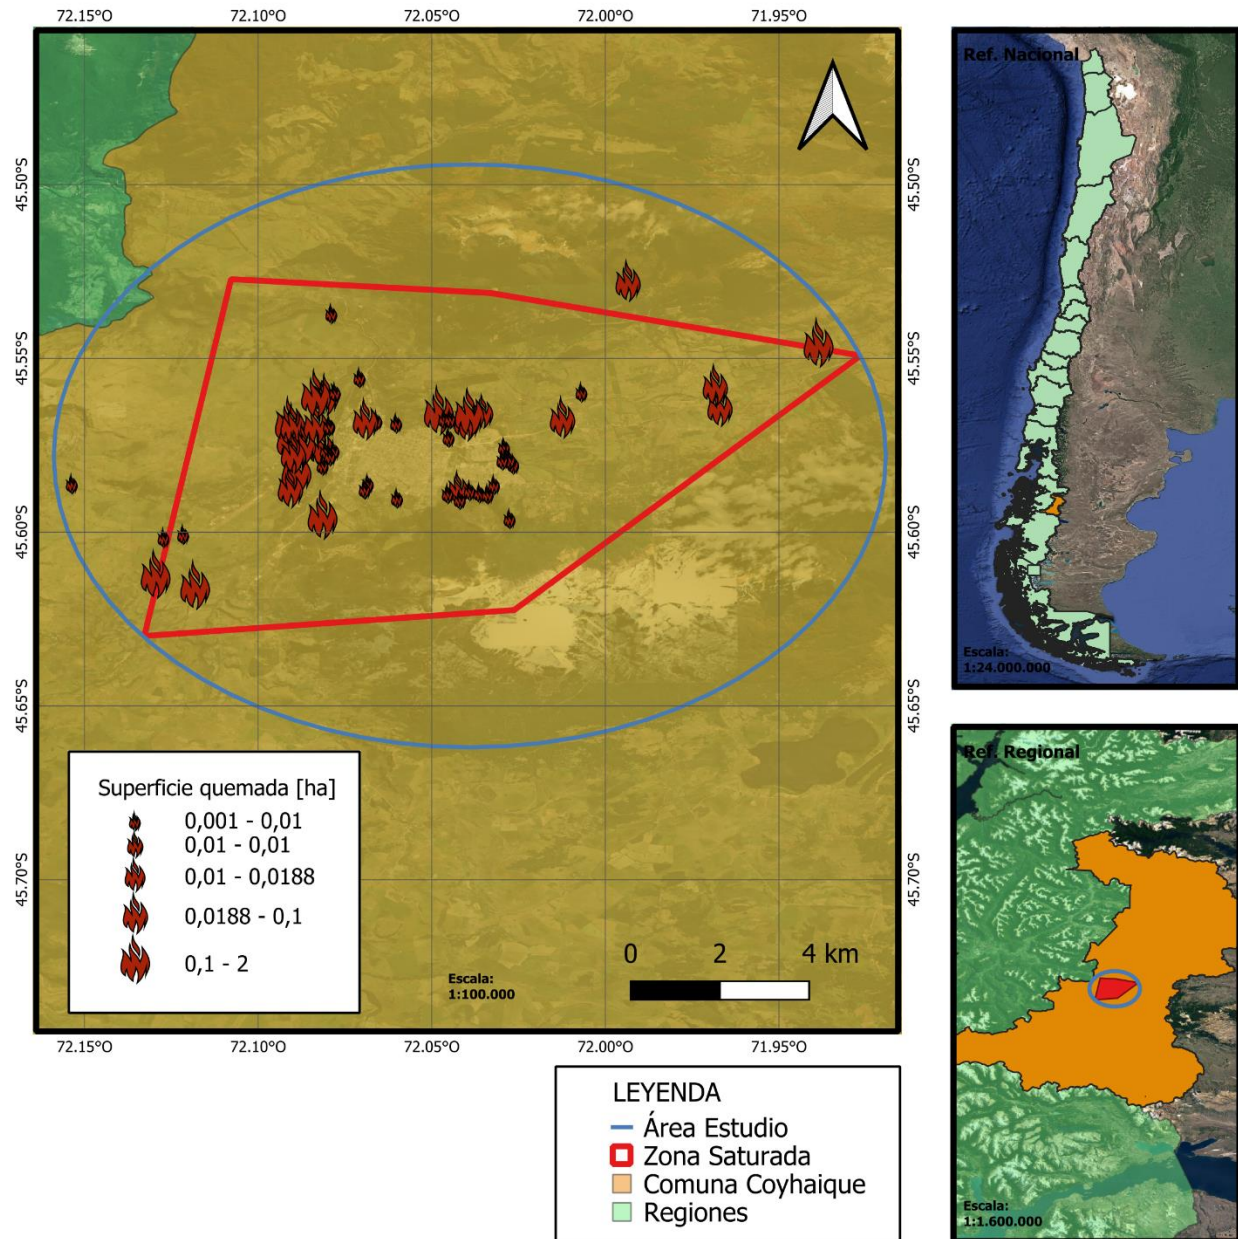 72.15°O 72.10°O 72.05°O 72.00°O 71.95°O
45.50°S
45.50°S
45.55°S
45.55°S
45.60°S
45.60°S
45.65°S
45.65°S
45.70°S
45.70°S
Superficie quemada [ha]
0,001 - 0,01
0,01 - 0,01
0,01 - 0,0188
0,0188 - 0,1
0,1 - 2
Escala:
1:100.000
0 2 4 km
72.15°O 72.10°O 72.05°O 72.00°O 71.95°O
LEYENDA
Área Estudio
Zona Saturada
Comuna Coyhaique
Regiones
Ref. Nacional
Escala:
1:24.000.000
Ref. Regional
Escala:
1:1.600.000